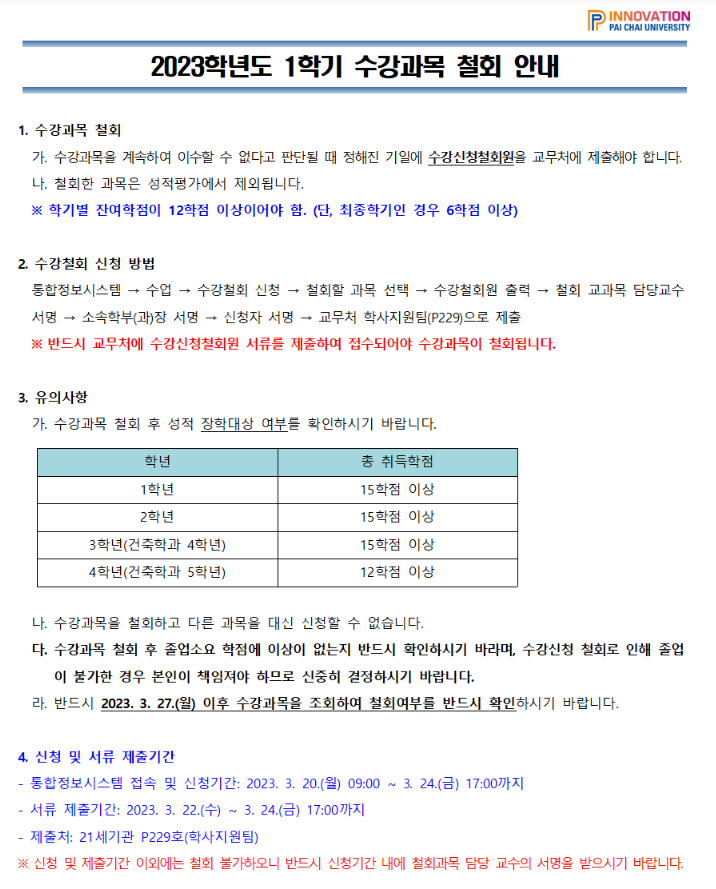 INNOVATION
PAI CHAI UNIVERSITY
2023학년도 1학기 수강과목 철회 안내
1. 수강과목 철회
가. 수강과목을 계속하여 이수할 수 없다고 판단될 때 정해진 기일에 수강신청철회원을 교무처에 제출해야 합니다.
나. 철회한 과목은 성적평가에서 제외됩니다.
※ 학기별 잔여학점이 12학점 이상이어야 함. (단, 최종학기인 경우 6학점 이상)
2. 수강철회 신청 방법
통합정보시스템 → 수업 → 수강철회 신청 → 철회할 과목 선택 → 수강철회원 출력 → 철회 교과목 담당교수
서명 → 소속학부(과)장 서명 → 신청자 서명 → 교무처 학사지원팀(P229)으로 제출
※ 반드시 교무처에 수강신청철회원 서류를 제출하여 접수되어야 수강과목이 철회됩니다.
3. 유의사항
가. 수강과목 철회 후 성적 장학대상 여부를 확인하시기 바랍니다.
학년 총 취득학점
1학년 15학점 이상
2학년 15학점 이상
3학년(건축학과 4학년) 15학점 이상
4학년(건축학과 5학년) 12학점 이상
나. 수강과목을 철회하고 다른 과목을 대신 신청할 수 없습니다.
다. 수강과목 철회 후 졸업소요 학점에 이상이 없는지 반드시 확인하시기 바라며, 수강신청 철회로 인해 졸업
이 불가한 경우 본인이 책임져야 하므로 신중히 결정하시기 바랍니다.
라. 반드시 2023. 3. 27.(월) 이후 수강과목을 조회하여 철회여부를 반드시 확인하시기 바랍니다.
4. 신청 및 서류 제출기간
- 통합정보시스템 접속 및 신청기간: 2023. 3. 20.(월) 09:00 ~ 3. 24.(금) 17:00까지
- 서류 제출기간: 2023. 3. 22.(수) ~ 3. 24.(금) 17:00까지
- 제출처: 21세기관 P229호(학사지원팀)
※ 신청 및 제출기간 이외에는 철회 불가하오니 반드시 신청기간 내에 철회과목 담당 교수의 서명을 받으시기 바랍니다.